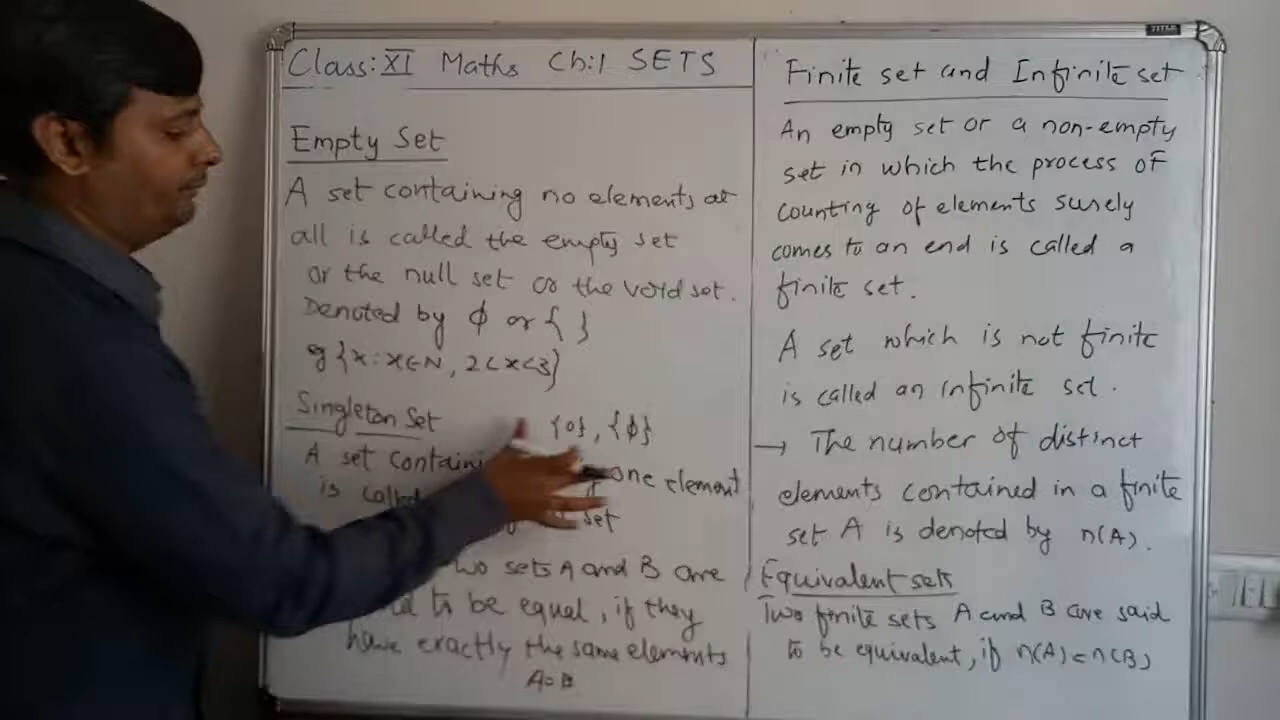 Class: XI Maths Ch:1 SETS
Empty Set
A set containing no elements at
all is called the empty set
or the null set or the void set.
Denoted by ϕ or { }
eg {x: x∈N, 2<x<3}
Singleton Set {0}, {ϕ}
A set containi one element
is called set
two sets A and B are
to be equal, if they
have exactly the same elements
A=B
TITLE
Finite set and Infinite set
An empty set or a non-empty
set in which the process of
counting of elements surely
comes to an end is called a
finite set.
A set which is not finite
is called an infinite set.
→ The number of distinct
elements contained in a finite
set A is denoted by n(A).
Equivalent sets
Two finite sets A and B are said
to be equivalent, if n(A)=n(B)